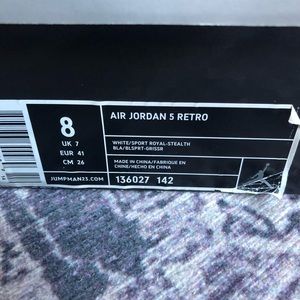 8
UK 7
EUR 41
CM 26
JUMPMAN23.COM
AIR JORDAN 5 RETRO
WHITE/SPORT ROYAL-STEALTH
BLA/BLSPRT-GRISSR
MADE IN CHINA/FABRIQUE EN
CHINE/HECHO EN CHINA
136027 142